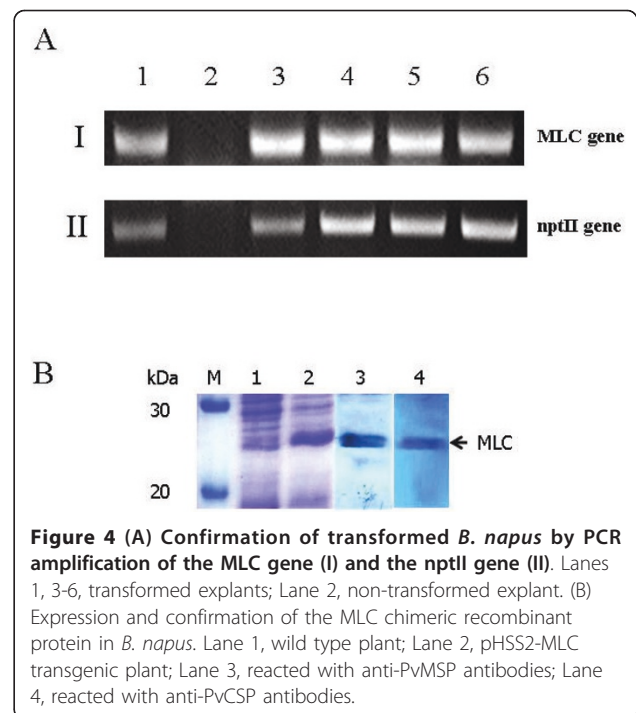 A
1 2 3 4 5 6
I MLC gene
II nptII gene
B kDa M 1 2 3 4
30
← MLC
20
Figure 4 (A) Confirmation of transformed B. napus by PCR
amplification of the MLC gene (I) and the nptII gene (II). Lanes
1, 3-6, transformed explants; Lane 2, non-transformed explant. (B)
Expression and confirmation of the MLC chimeric recombinant
protein in B. napus. Lane 1, wild type plant; Lane 2, pHSS2-MLC
transgenic plant; Lane 3, reacted with anti-PvMSP antibodies; Lane
4, reacted with anti-PvCSP antibodies.